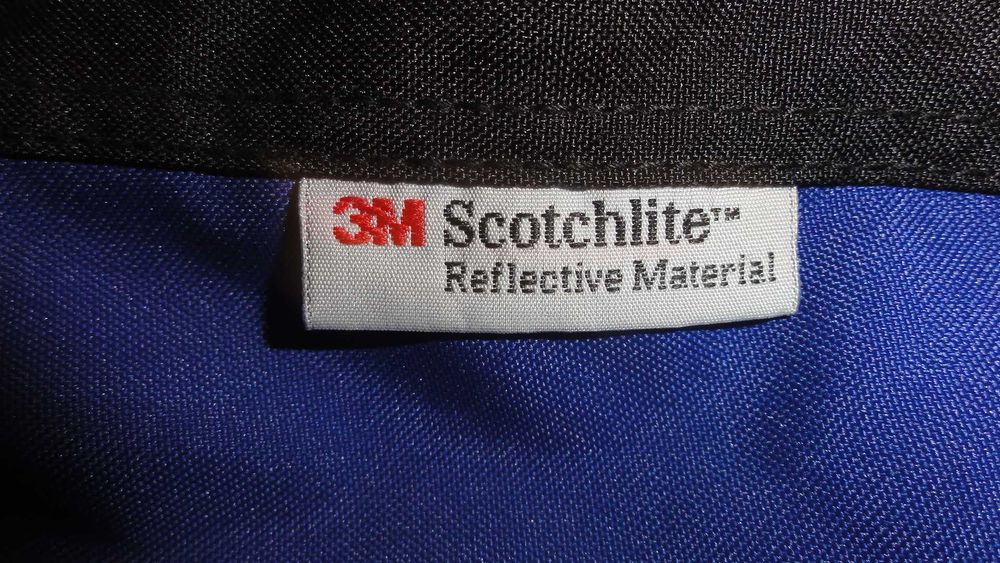 3M Scotchlite™
Reflective Material